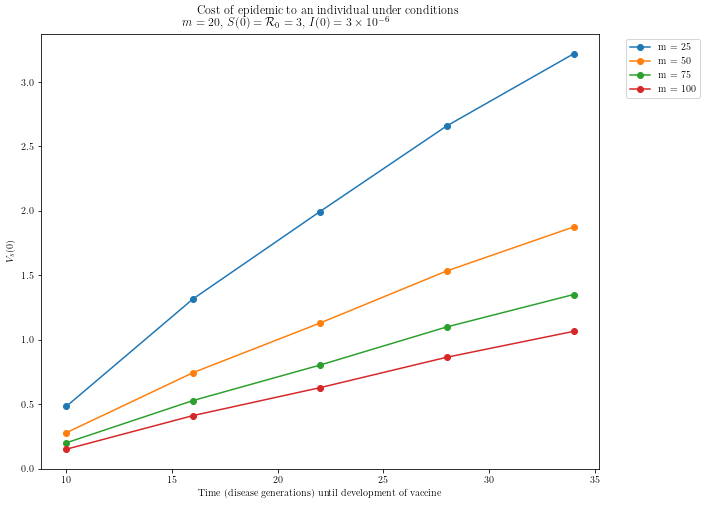 Cost of epidemic to an individual under conditions
m = 20, S(0) = ℛ₀ = 3, I(0) = 3 × 10⁻⁶
m = 25
m = 50
m = 75
m = 100
3.0
2.5
2.0
1.5
1.0
0.5
0.0
Vₛ(0)
10 15 20 25 30 35
Time (disease generations) until development of vaccine